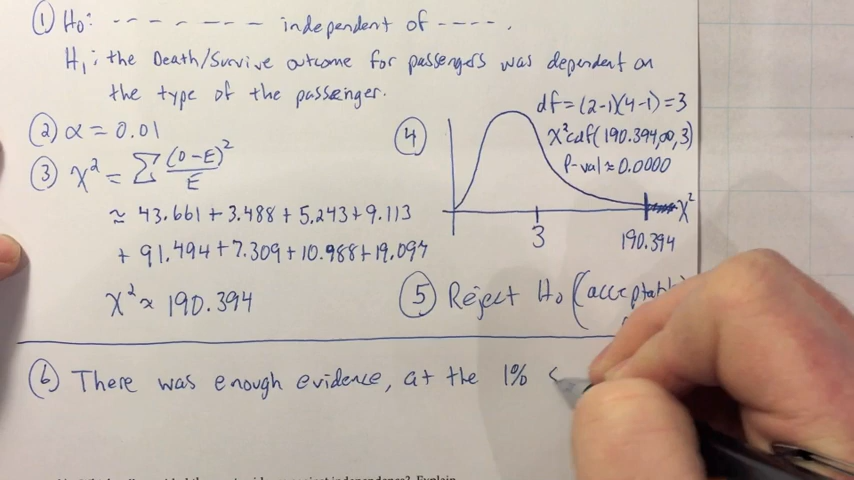 ① H₀: - - - - - - - independent of - - - - .
H₁: the Death/Survive outcome for passengers was dependent on
the type of the passenger.
② α = 0.01
③ χ² = Σ (O-E)²/E
≈ 43.661 + 3.488 + 5.243 + 9.113
+ 91.494 + 7.309 + 10.988 + 19.097
χ² ≈ 190.394
④
df = (2-1)(4-1) = 3
χ²cdf(190.394, ∞, 3)
P-val ≈ 0.0000
χ²
3
190.394
⑤ Reject H₀ (
⑥ There was enough evidence, at the 1%
independence? Explain